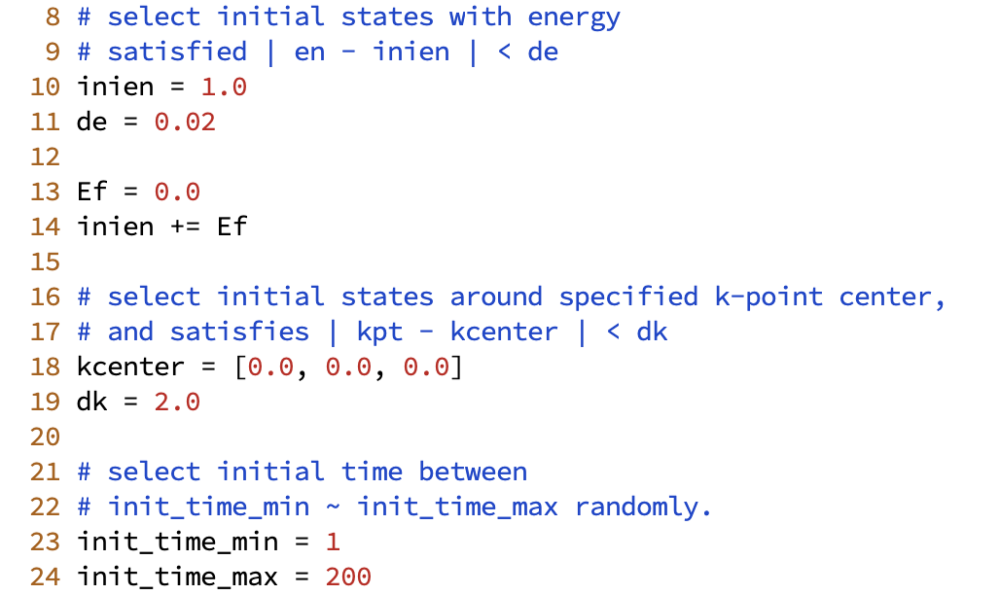 8 # select initial states with energy
9 # satisfied | en - inien | < de
10 inien = 1.0
11 de = 0.02
12
13 Ef = 0.0
14 inien += Ef
15
16 # select initial states around specified k-point center,
17 # and satisfies | kpt - kcenter | < dk
18 kcenter = [0.0, 0.0, 0.0]
19 dk = 2.0
20
21 # select initial time between
22 # init_time_min ~ init_time_max randomly.
23 init_time_min = 1
24 init_time_max = 200